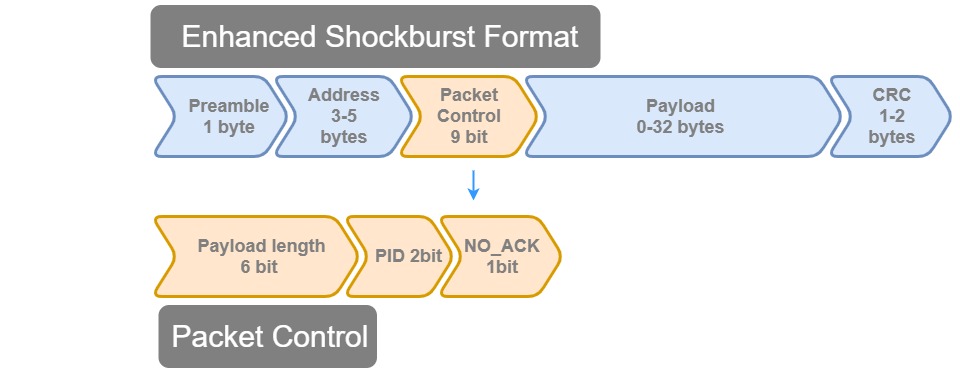 Enhanced Shockburst Format
Preamble
1 byte
Address
3-5
bytes
Packet
Control
9 bit
Payload
0-32 bytes
CRC
1-2
bytes
Payload length
6 bit
PID 2bit
NO_ACK
1bit
Packet Control